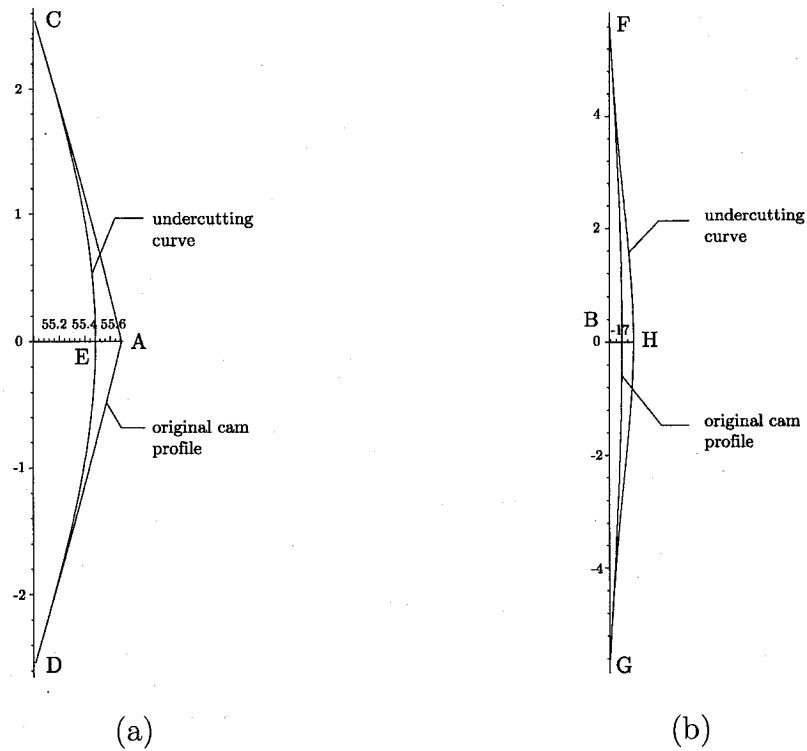 C
2
undercutting
curve
1
55.2 55.4 55.6
0
A
E
original cam
profile
-1
-2
D
(a)
F
4
undercutting
curve
2
B
-17
0
H
original cam
profile
-2
-4
G
(b)